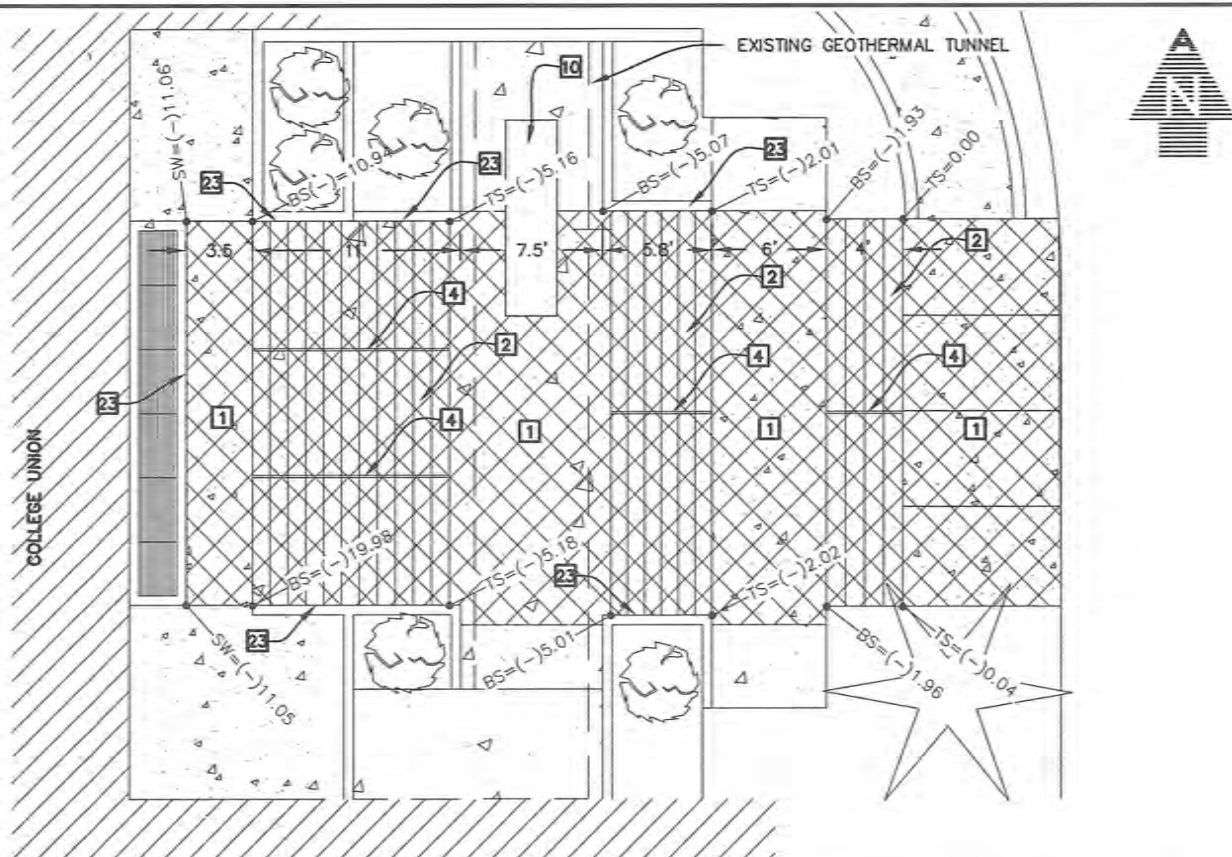 EXISTING GEOTHERMAL TUNNEL
10
N
SW=(-)11.06
23
BS(-)=10.94
23
TS=(-)5.16
BS=(-)5.07
23
TS=(-)2.01
BS=(-)1.93
TS=0.00
3.5
11'
7.5'
5.8'
6'
4'
2
4
2
2
4
4
23
1
1
1
1
4
COLLEGE UNION
BS=(-)19.98
TS=(-)5.18
23
TS=(-)2.02
23
SW=(-)11.05
BS=(-)5.01
BS=(-)1.96
TS=(-)0.04